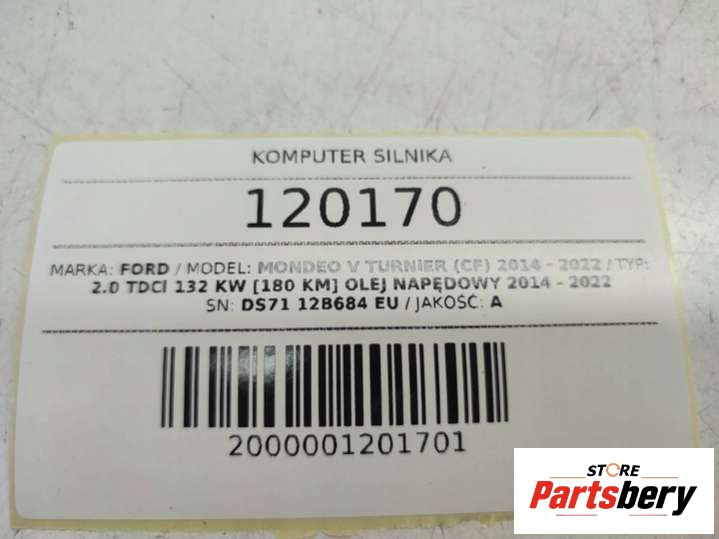 KOMPUTER SILNIKA
120170
MARKA: FORD / MODEL: MONDEO V TURNIER (CF) 2014 - 2022 / TYP:
2.0 TDCI 132 KW [180 KM] OLEJ NAPĘDOWY 2014 - 2022
SN: DS71 12B684 EU / JAKOŚĆ: A
2000001201701
STORE
Partsbery